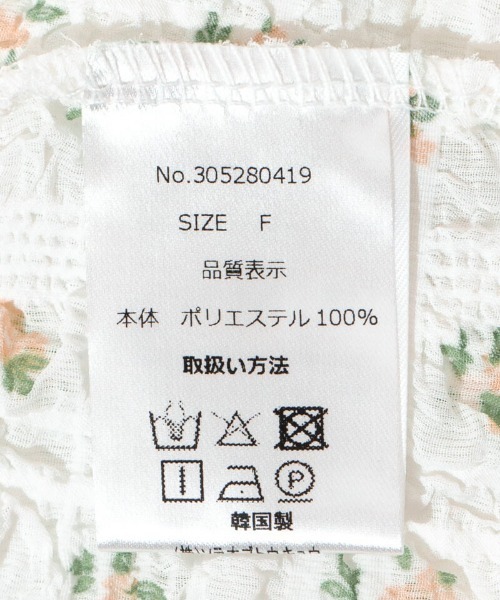 No.305280419
SIZE F
品質表示
本体 ポリエステル100%
取扱い方法
P
韓国製